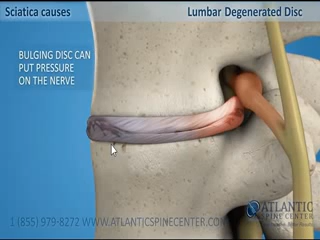 Sciatica causes
Lumbar Degenerated Disc
BULGING DISC CAN
PUT PRESSURE
ON THE NERVE
ATLANTIC
SPINE CENTER
1 (855) 979-8272 WWW.ATLANTICSPINECENTER.COM